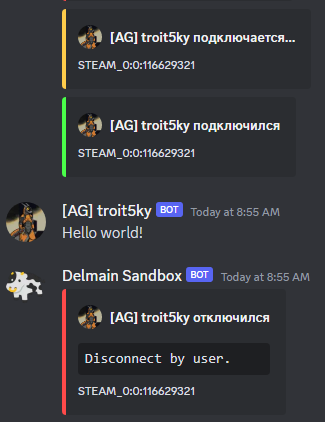 [AG] troit5ky подключается...
STEAM_0:0:116629321
[AG] troit5ky подключился
STEAM_0:0:116629321
[AG] troit5ky BOT Today at 8:55 AM
Hello world!
Delmain Sandbox BOT Today at 8:55 AM
[AG] troit5ky отключился
Disconnect by user.
STEAM_0:0:116629321